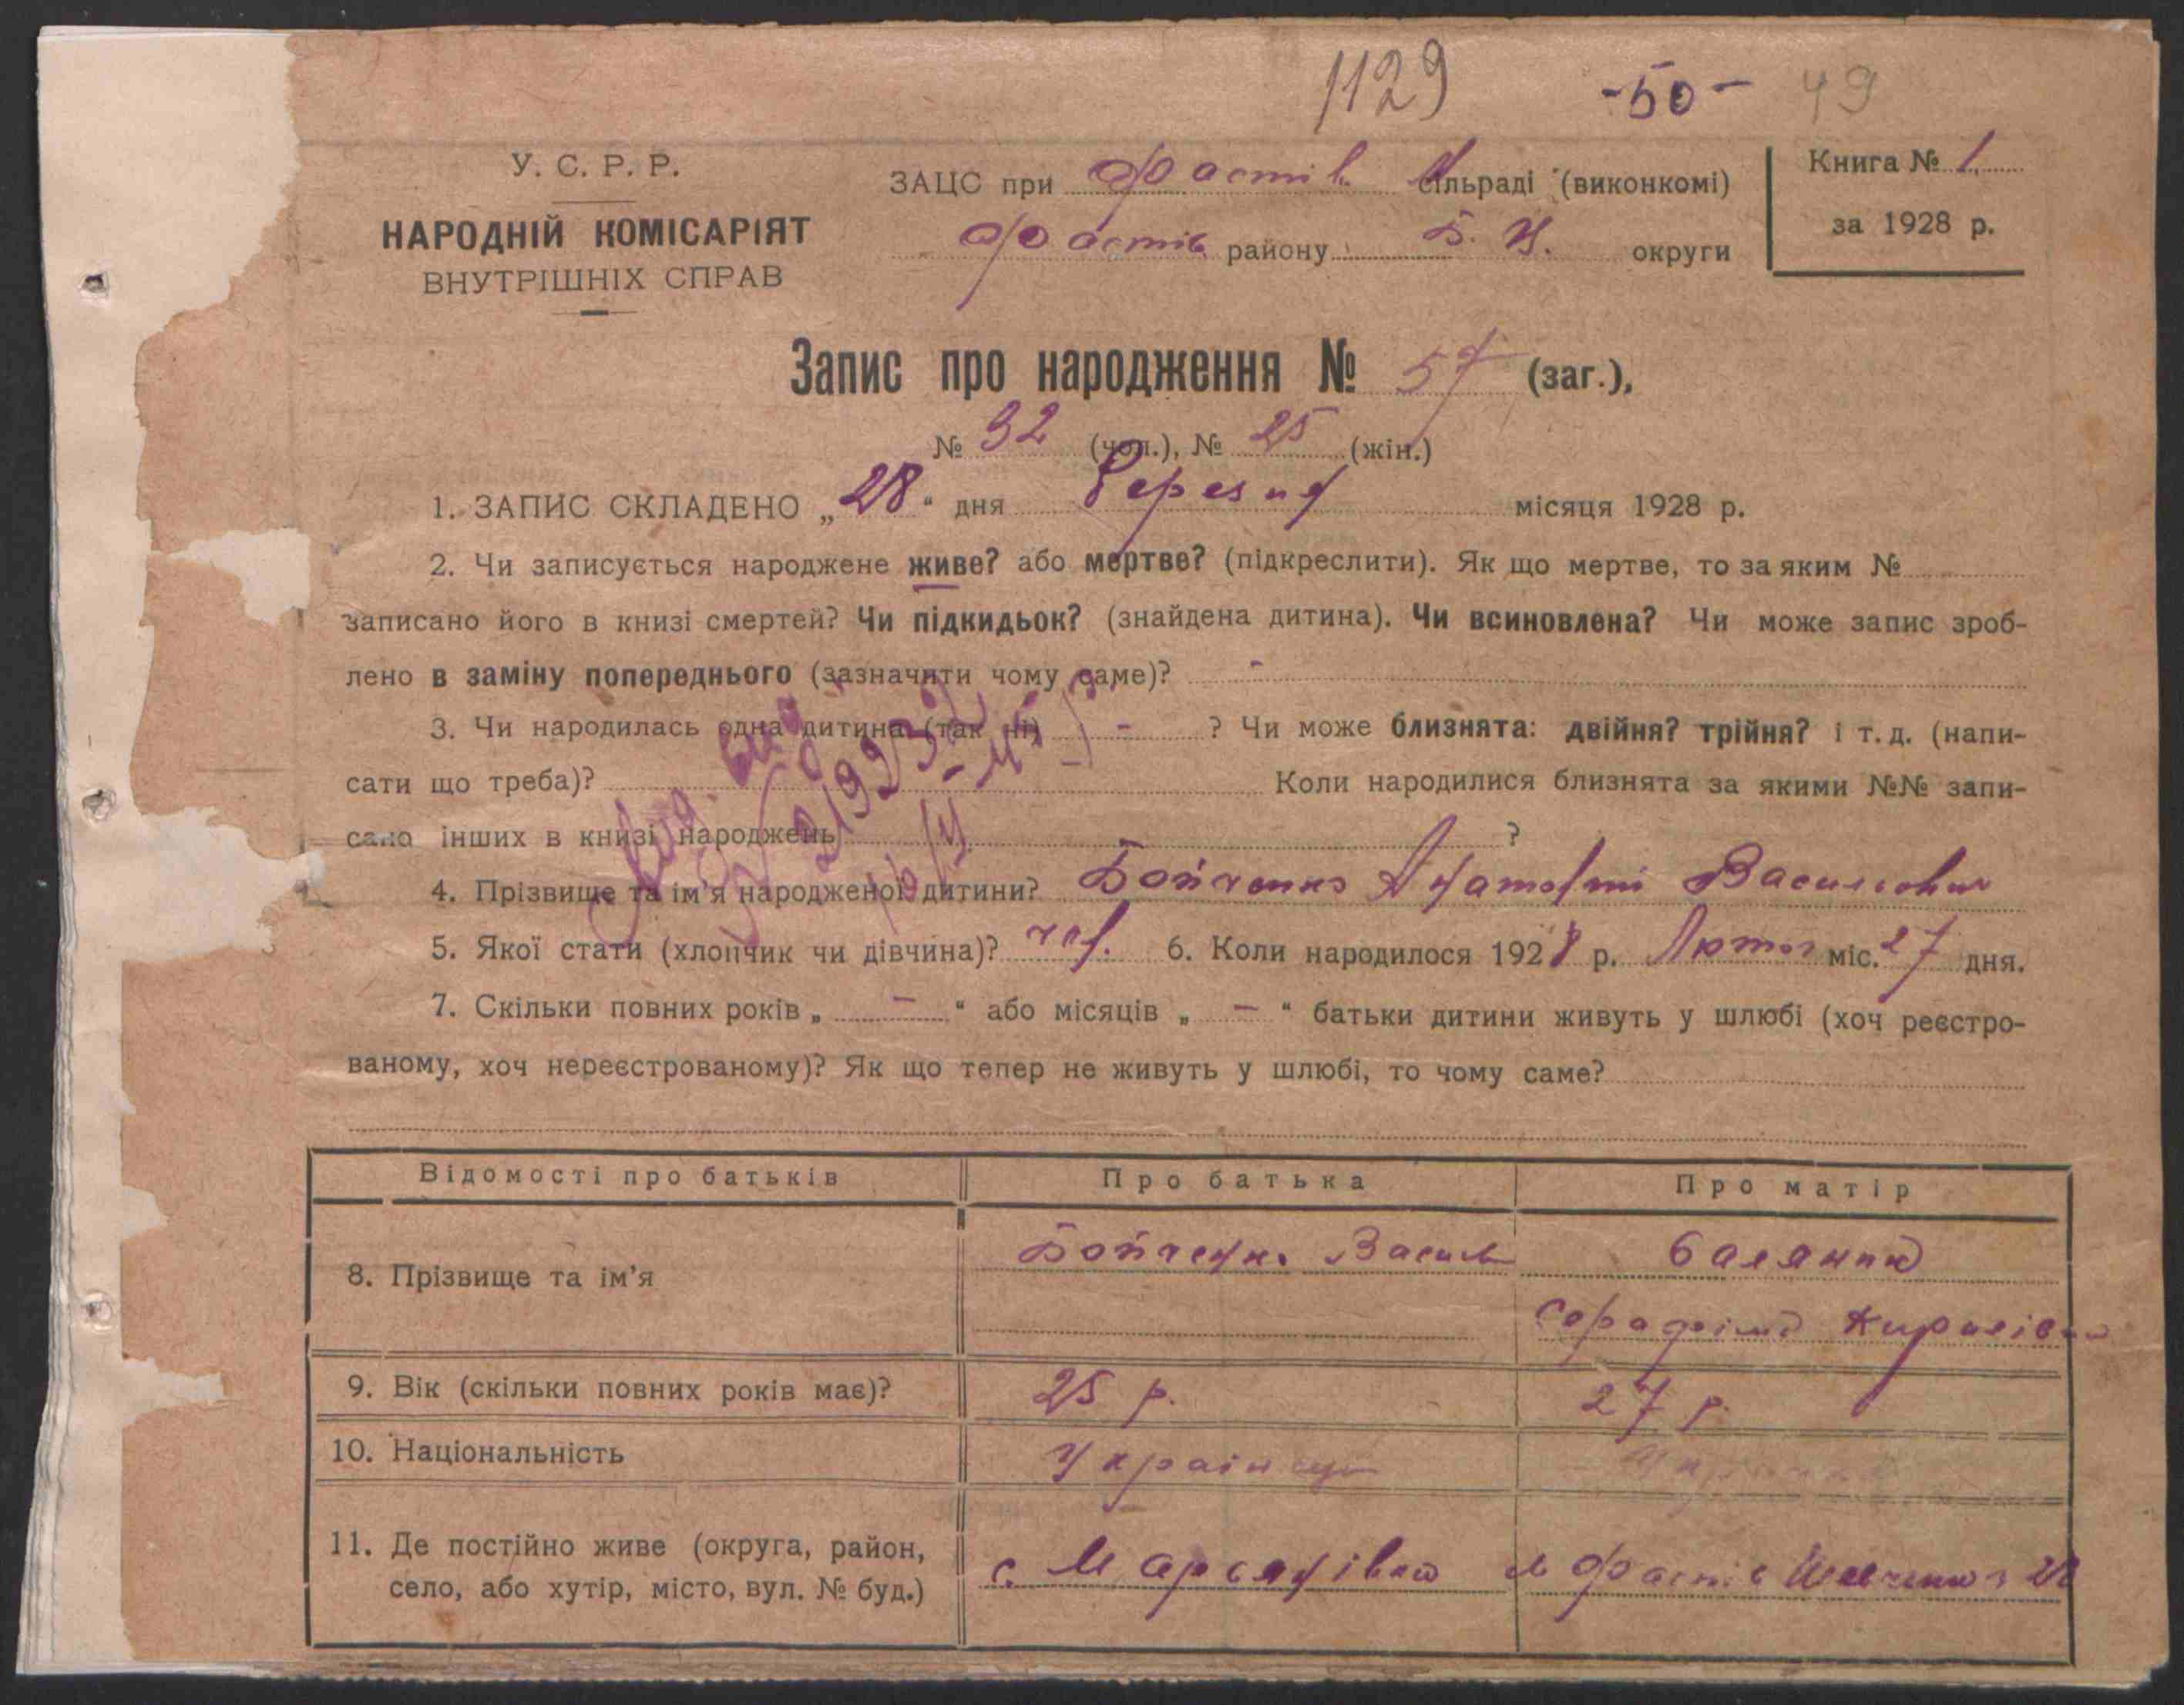 1129 -50- 49
У. С. Р. Р.
НАРОДНІЙ КОМІСАРІЯТ
ВНУТРІШНІХ СПРАВ
ЗАЦС при Фастів сільраді (виконкомі)
Фастів району Б. Ц. округи
Книга № 1
за 1928 р.
Запис про народження № 57 (заг.),
№ 32 (чол.), № 25 (жін.)
1. ЗАПИС СКЛАДЕНО „28“ дня Березня місяця 1928 р.
2. Чи записується народжене живе? або мертве? (підкреслити). Як що мертве, то за яким №
записано його в книзі смертей? Чи підкидьок? (знайдена дитина). Чи всиновлена? Чи може запис зроб-
лено в заміну попереднього (зазначити чому саме)? -
3. Чи народилась одна дитина (так ні) - ? Чи може близнята: двійня? трійня? і т. д. (напи-
сати що треба)? Коли народилися близнята за якими №№ запи-
сано інших в книзі народжень ?
4. Прізвище та ім'я народженої дитини? Бойченко Анатолій Васильович
5. Якої стати (хлопчик чи дівчина)? чол. 6. Коли народилося 1928 р. Лютого міс. 27 дня.
7. Скільки повних років „ — “ або місяців „ — “ батьки дитини живуть у шлюбі (хоч реєстро-
ваному, хоч нереєстрованому)? Як що тепер не живуть у шлюбі, то чому саме?
Відомості про батьків Про батька Про матір
8. Прізвище та ім'я Бойченко Василь
Серафіма Кирилівна
9. Вік (скільки повних років має)? 25 р. 27 р.
10. Національність Українець
11. Де постійно живе (округа, район,
село, або хутір, місто, вул. № буд.) с. Мар'янівка м Фастів Шевченка